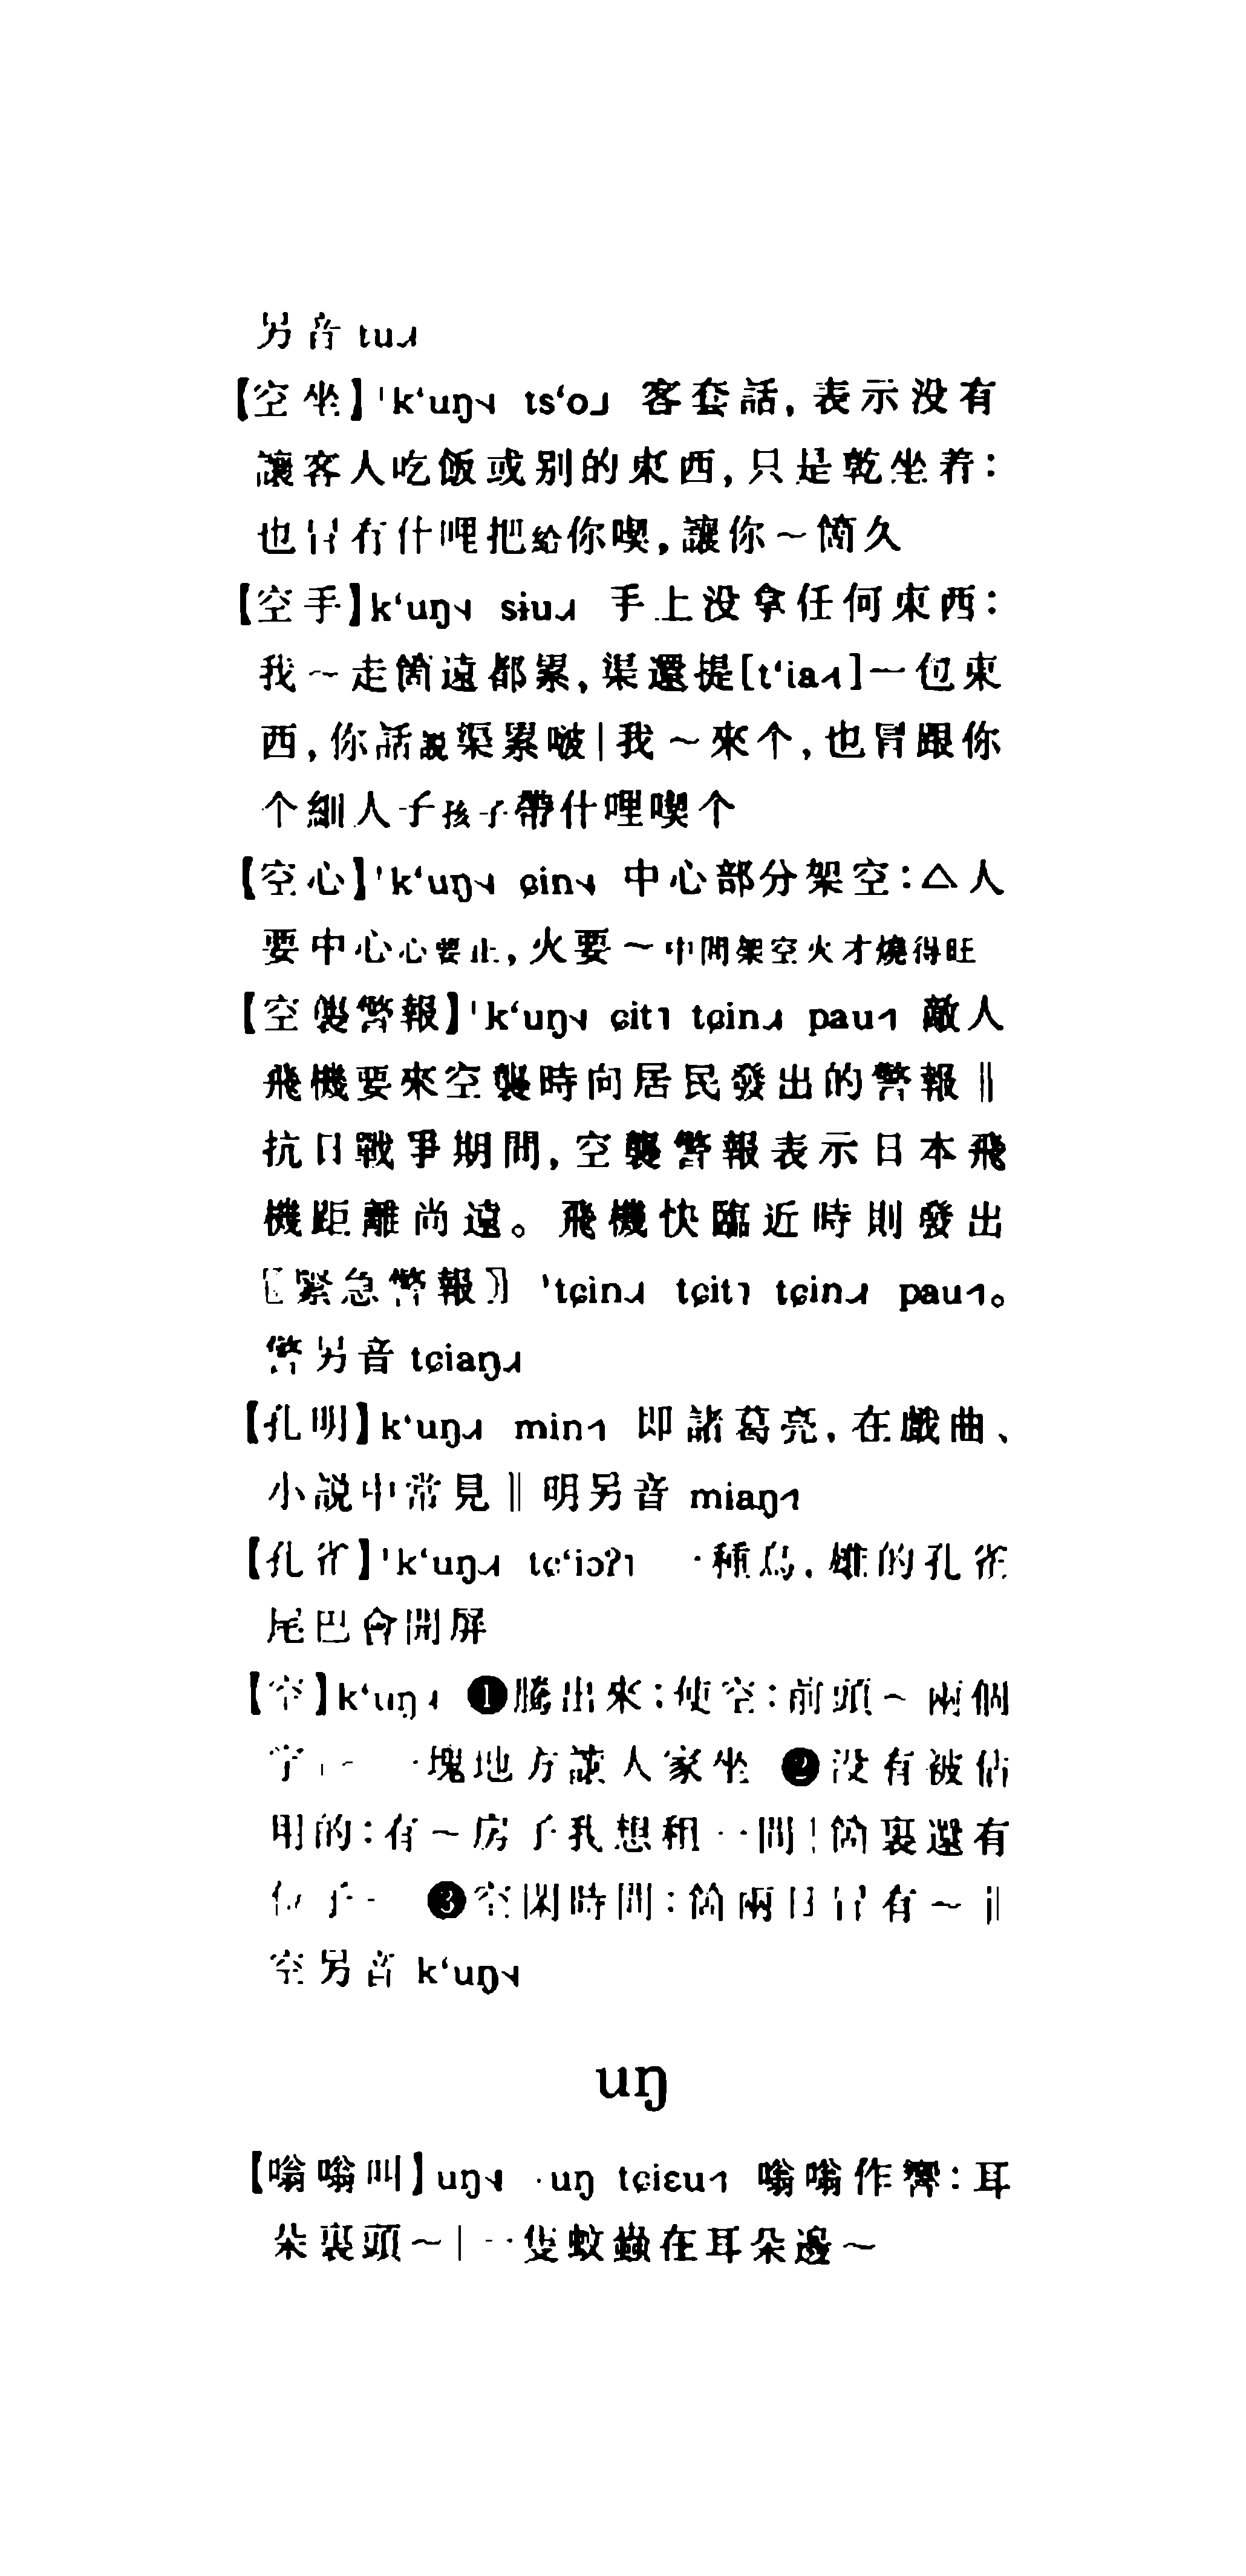 另音 tu˩˧
【空坐】ˈkʻuŋ˧˨ tsʻo˩ 客套話，表示没有
讓客人吃飯或别的東西，只是乾坐着：
也冒有什哩把給你喫，讓你～箇久
【空手】kʻuŋ˧˨ sɨu˩˧ 手上没拿任何東西：
我～走箇遠都累，渠還提[tʻia˧˥]一包東
西，你話說渠累啵｜我～來个，也冒跟你
个細人子孩子帶什哩喫个
【空心】ˈkʻuŋ˧˨ ɕin˧˨ 中心部分架空：△人
要中心心要正，火要～中間架空火才燒得旺
【空襲警報】ˈkʻuŋ˧˨ ɕit˥ tɕin˩˧ pau˧˥ 敵人
飛機要來空襲時向居民發出的警報‖
抗日戰爭期間，空襲警報表示日本飛
機距離尚遠。飛機快臨近時則發出
〖緊急警報〗ˈtɕin˩˧ tɕit˥ tɕin˩˧ pau˧˥。
警另音 tɕiaŋ˩˧
【孔明】kʻuŋ˩˧ min˧˥ 即諸葛亮，在戲曲、
小説中常見‖明另音 miaŋ˧˥
【孔雀】ˈkʻuŋ˩˧ tɕʻiɔʔ˥ 一種鳥，雄的孔雀
尾巴會開屏
【空】kʻuŋ ❶騰出來；使空：前頭～兩個
字｜～一塊地方讓人家坐 ❷没有被佔
用的：有～房子我想租一間｜箇裏還有
位子～ ❸空閑時間：箇兩日冒有～‖
空另音 kʻuŋ˧˨
uŋ
【嗡嗡叫】uŋ˧˨ ·uŋ tɕiɛu˧˥ 嗡嗡作響：耳
朵裏頭～｜一隻蚊蟲在耳朵邊～